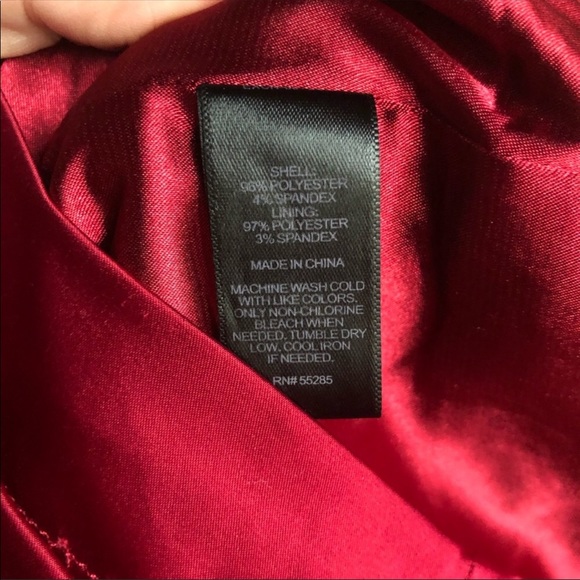 SHELL:
96% POLYESTER
4% SPANDEX
LINING:
97% POLYESTER
3% SPANDEX
MADE IN CHINA
MACHINE WASH COLD
WITH LIKE COLORS.
ONLY NON-CHLORINE
BLEACH WHEN
NEEDED. TUMBLE DRY
LOW. COOL IRON
IF NEEDED.
RN# 55285